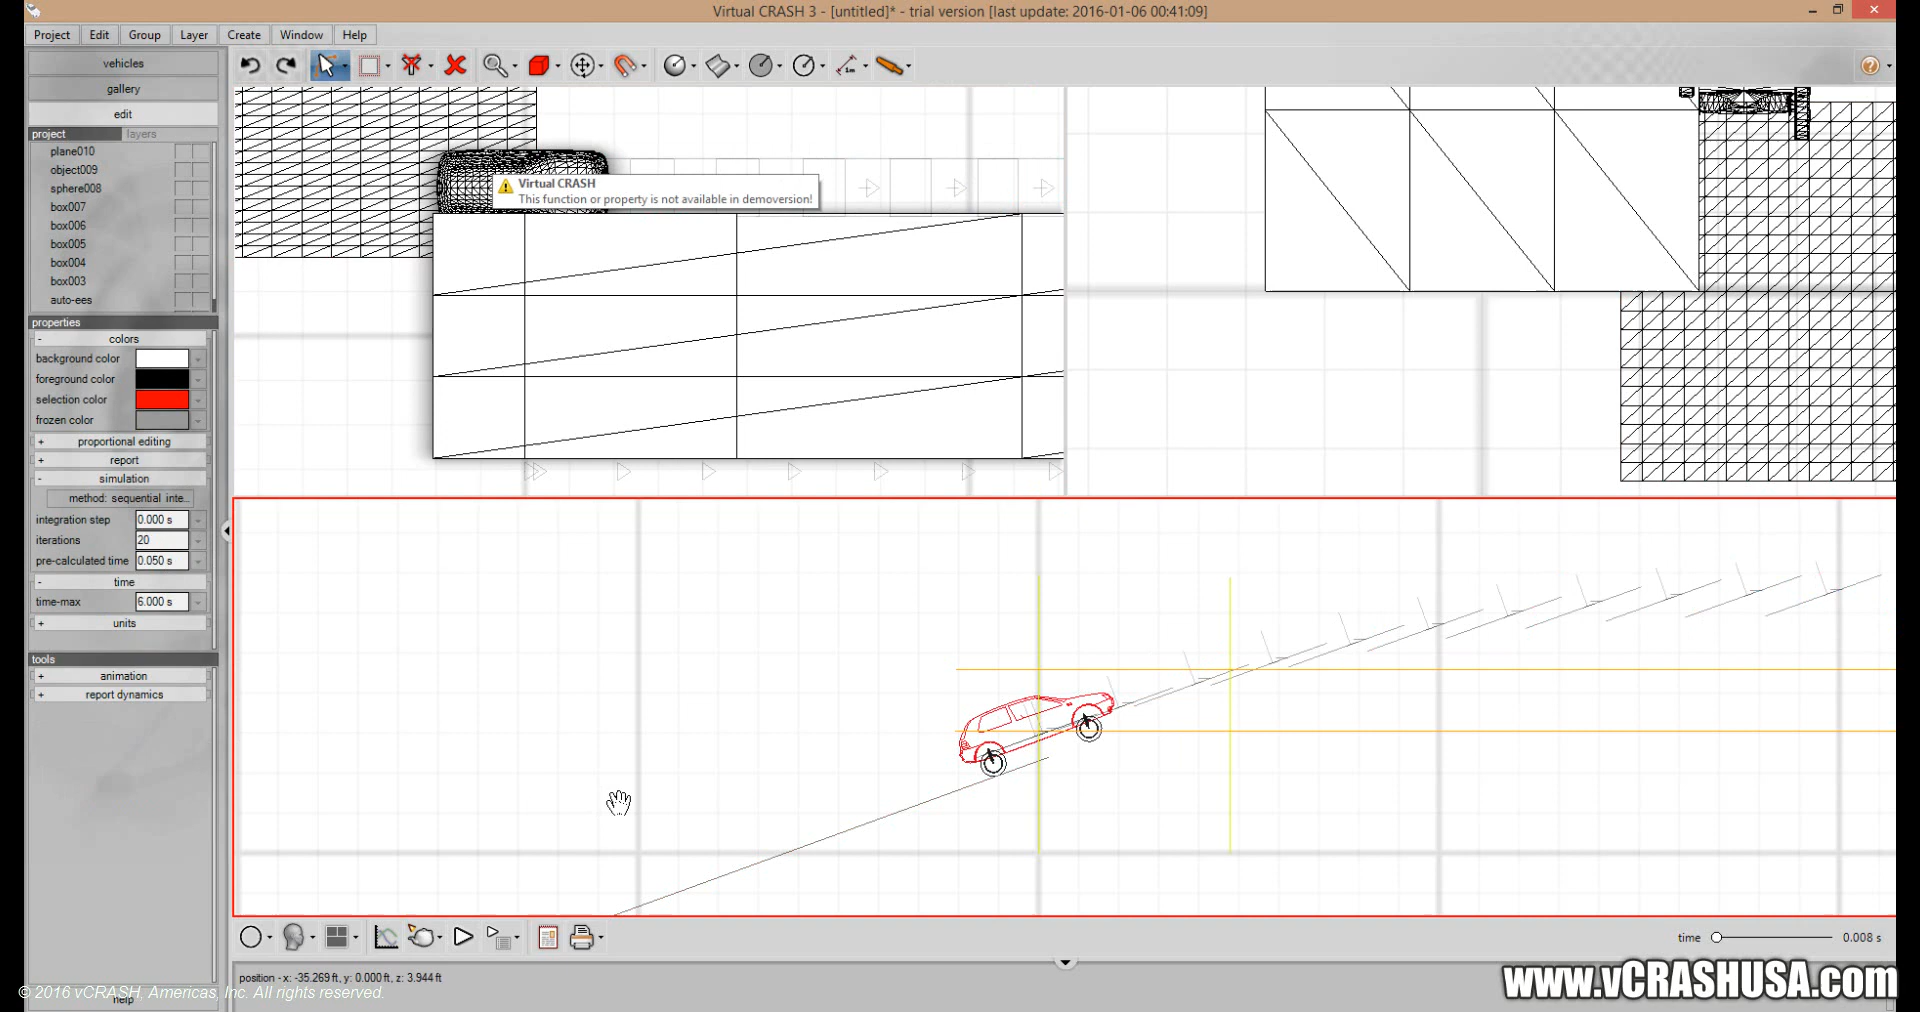 Virtual CRASH 3 - [untitled]* - trial version [last update: 2016-01-06 00:41:09]
Project Edit Group Layer Create Window Help
vehicles
gallery
edit
project layers
plane010
object009
sphere008
box007
box006
box005
box004
box003
auto-ees
properties
- colors
background color
foreground color
selection color
frozen color
+ proportional editing
+ report
- simulation
method: sequential inte...
integration step 0.000 s
iterations 20
pre-calculated time 0.050 s
- time
time-max 6.000 s
+ units
tools
+ animation
+ report dynamics
help
1m
Virtual CRASH
This function or property is not available in demoversion!
time 0.008 s
position - x: -35.269 ft, y: 0.000 ft, z: 3.944 ft
© 2016 vCRASH, Americas, Inc. All rights reserved.
www.vCRASHUSA.com